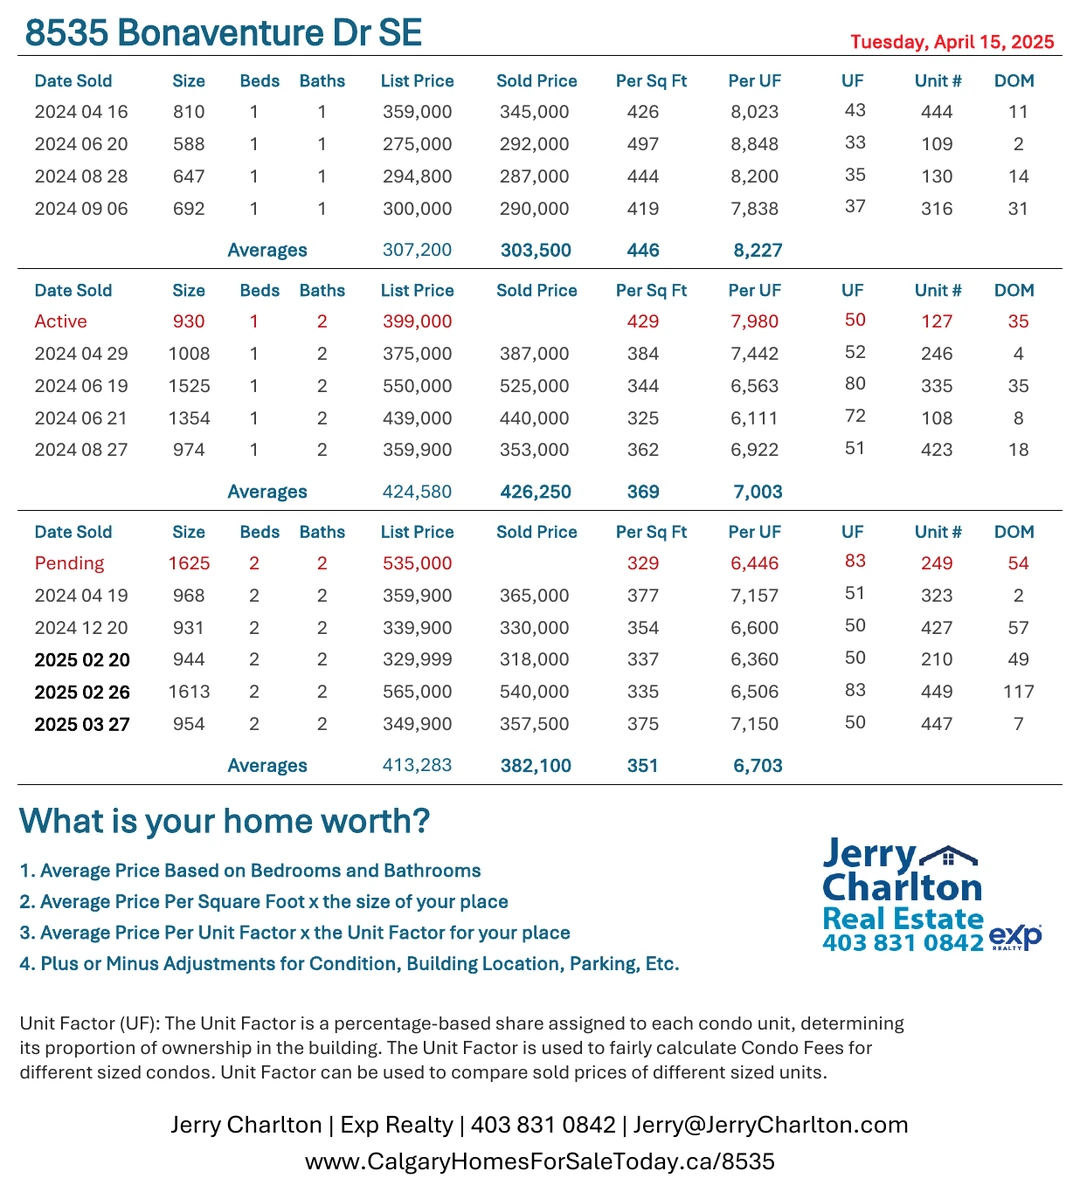 8535 Bonaventure Dr SE
Tuesday, April 15, 2025
Date Sold Size Beds Baths List Price Sold Price Per Sq Ft Per UF UF Unit # DOM
2024 04 16 810 1 1 359,000 345,000 426 8,023 43 444 11
2024 06 20 588 1 1 275,000 292,000 497 8,848 33 109 2
2024 08 28 647 1 1 294,800 287,000 444 8,200 35 130 14
2024 09 06 692 1 1 300,000 290,000 419 7,838 37 316 31
Averages 307,200 303,500 446 8,227
Date Sold Size Beds Baths List Price Sold Price Per Sq Ft Per UF UF Unit # DOM
Active 930 1 2 399,000 429 7,980 50 127 35
2024 04 29 1008 1 2 375,000 387,000 384 7,442 52 246 4
2024 06 19 1525 1 2 550,000 525,000 344 6,563 80 335 35
2024 06 21 1354 1 2 439,000 440,000 325 6,111 72 108 8
2024 08 27 974 1 2 359,900 353,000 362 6,922 51 423 18
Averages 424,580 426,250 369 7,003
Date Sold Size Beds Baths List Price Sold Price Per Sq Ft Per UF UF Unit # DOM
Pending 1625 2 2 535,000 329 6,446 83 249 54
2024 04 19 968 2 2 359,900 365,000 377 7,157 51 323 2
2024 12 20 931 2 2 339,900 330,000 354 6,600 50 427 57
2025 02 20 944 2 2 329,999 318,000 337 6,360 50 210 49
2025 02 26 1613 2 2 565,000 540,000 335 6,506 83 449 117
2025 03 27 954 2 2 349,900 357,500 375 7,150 50 447 7
Averages 413,283 382,100 351 6,703
What is your home worth?
1. Average Price Based on Bedrooms and Bathrooms
2. Average Price Per Square Foot x the size of your place
3. Average Price Per Unit Factor x the Unit Factor for your place
4. Plus or Minus Adjustments for Condition, Building Location, Parking, Etc.
Jerry
Charlton
Real Estate
403 831 0842 exp
REALTY
Unit Factor (UF): The Unit Factor is a percentage-based share assigned to each condo unit, determining
its proportion of ownership in the building. The Unit Factor is used to fairly calculate Condo Fees for
different sized condos. Unit Factor can be used to compare sold prices of different sized units.
Jerry Charlton | Exp Realty | 403 831 0842 | Jerry@JerryCharlton.com
www.CalgaryHomesForSaleToday.ca/8535